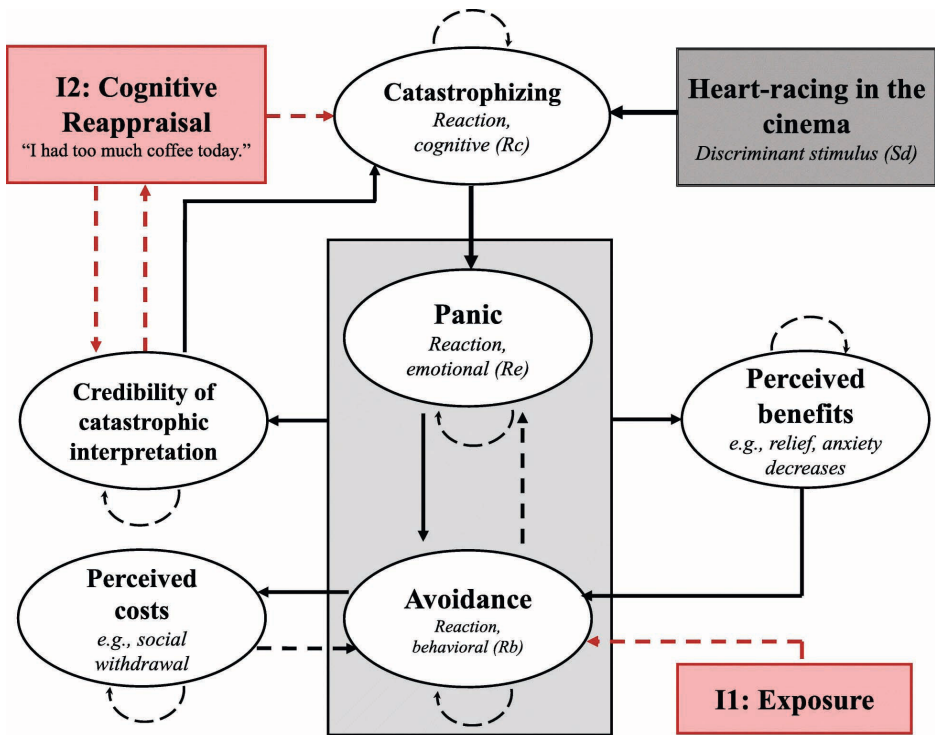 I2: Cognitive
Reappraisal
“I had too much coffee today.”
Catastrophizing
Reaction,
cognitive (Rc)
Heart-racing in the
cinema
Discriminant stimulus (Sd)
Panic
Reaction,
emotional (Re)
Credibility of
catastrophic
interpretation
Perceived
benefits
e.g., relief, anxiety
decreases
Perceived
costs
e.g., social
withdrawal
Avoidance
Reaction,
behavioral (Rb)
I1: Exposure